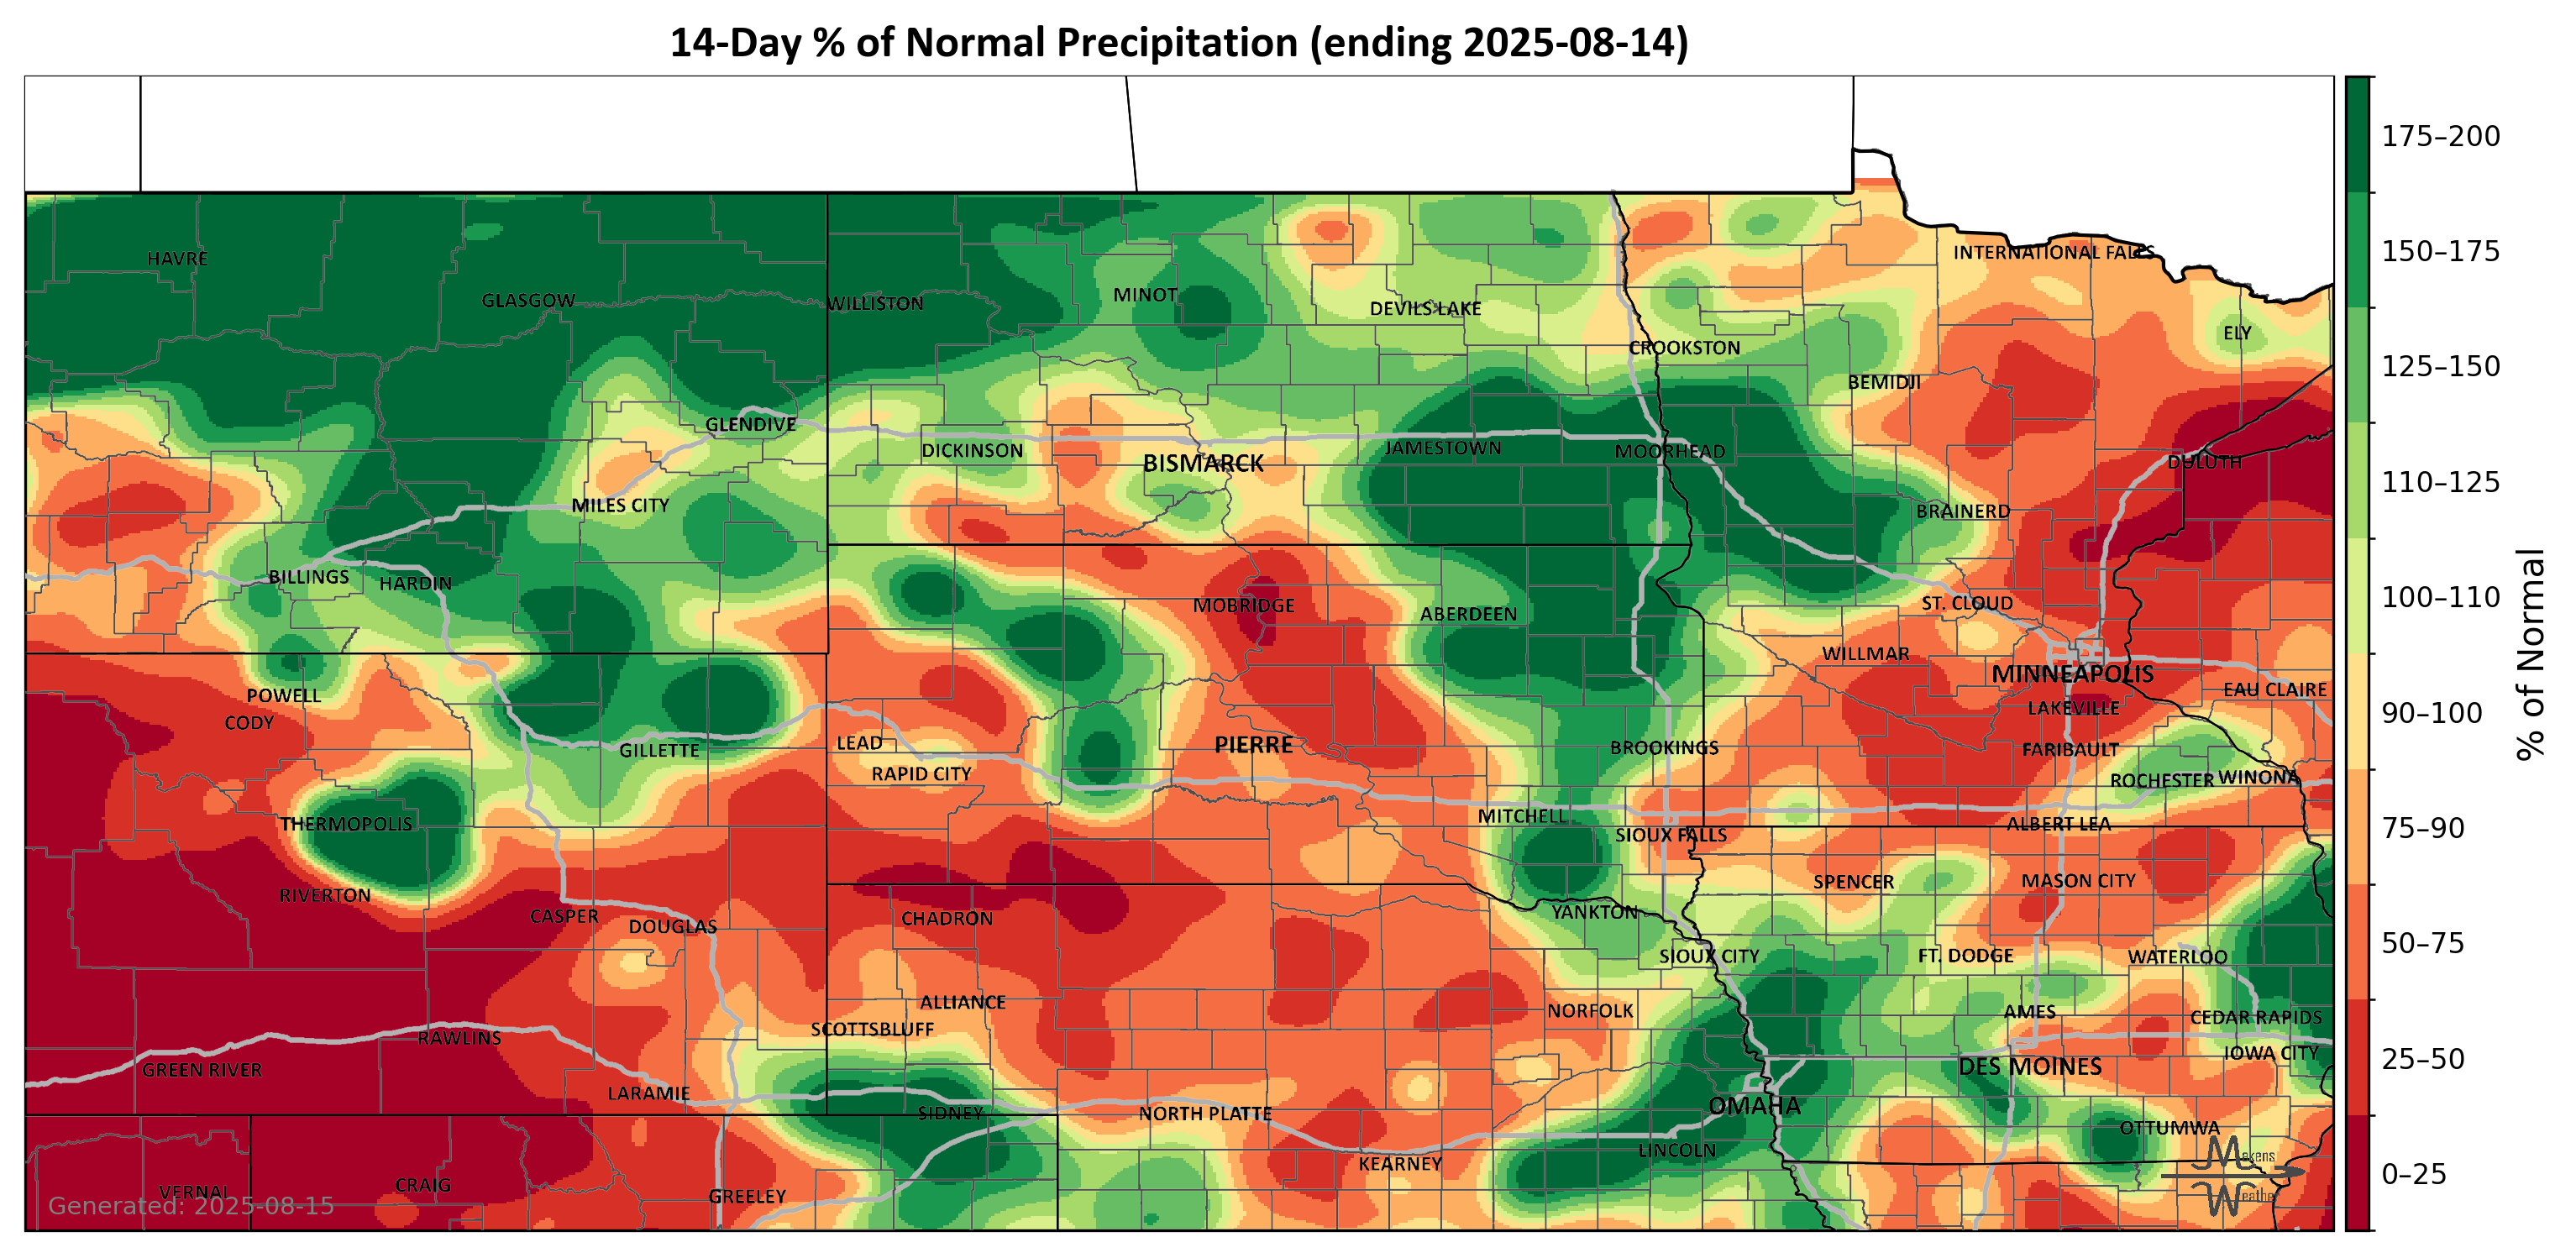 14-Day % of Normal Precipitation (ending 2025-08-14)
175–200
150–175
125–150
110–125
100–110
90–100
75–90
50–75
25–50
0–25
% of Normal
INTERNATIONAL FALLS
HAVRE
GLASGOW
WILLISTON
MINOT
DEVILS LAKE
ELY
CROOKSTON
BEMIDJI
GLENDIVE
DICKINSON
BISMARCK
JAMESTOWN
MOORHEAD
DULUTH
MILES CITY
BRAINERD
BILLINGS
HARDIN
MOBRIDGE
ABERDEEN
ST. CLOUD
WILLMAR
MINNEAPOLIS
POWELL
EAU CLAIRE
CODY
LAKEVILLE
GILLETTE
LEAD
PIERRE
BROOKINGS
FARIBAULT
RAPID CITY
ROCHESTER
WINONA
THERMOPOLIS
MITCHELL
SIOUX FALLS
ALBERT LEA
RIVERTON
SPENCER
MASON CITY
CASPER
DOUGLAS
CHADRON
YANKTON
SIOUX CITY
FT. DODGE
WATERLOO
ALLIANCE
NORFOLK
AMES
CEDAR RAPIDS
SCOTTSBLUFF
RAWLINS
IOWA CITY
GREEN RIVER
DES MOINES
LARAMIE
SIDNEY
NORTH PLATTE
OMAHA
OTTUMWA
LINCOLN
KEARNEY
VERNAL
CRAIG
GREELEY
Generated: 2025-08-15
Makens
Weather